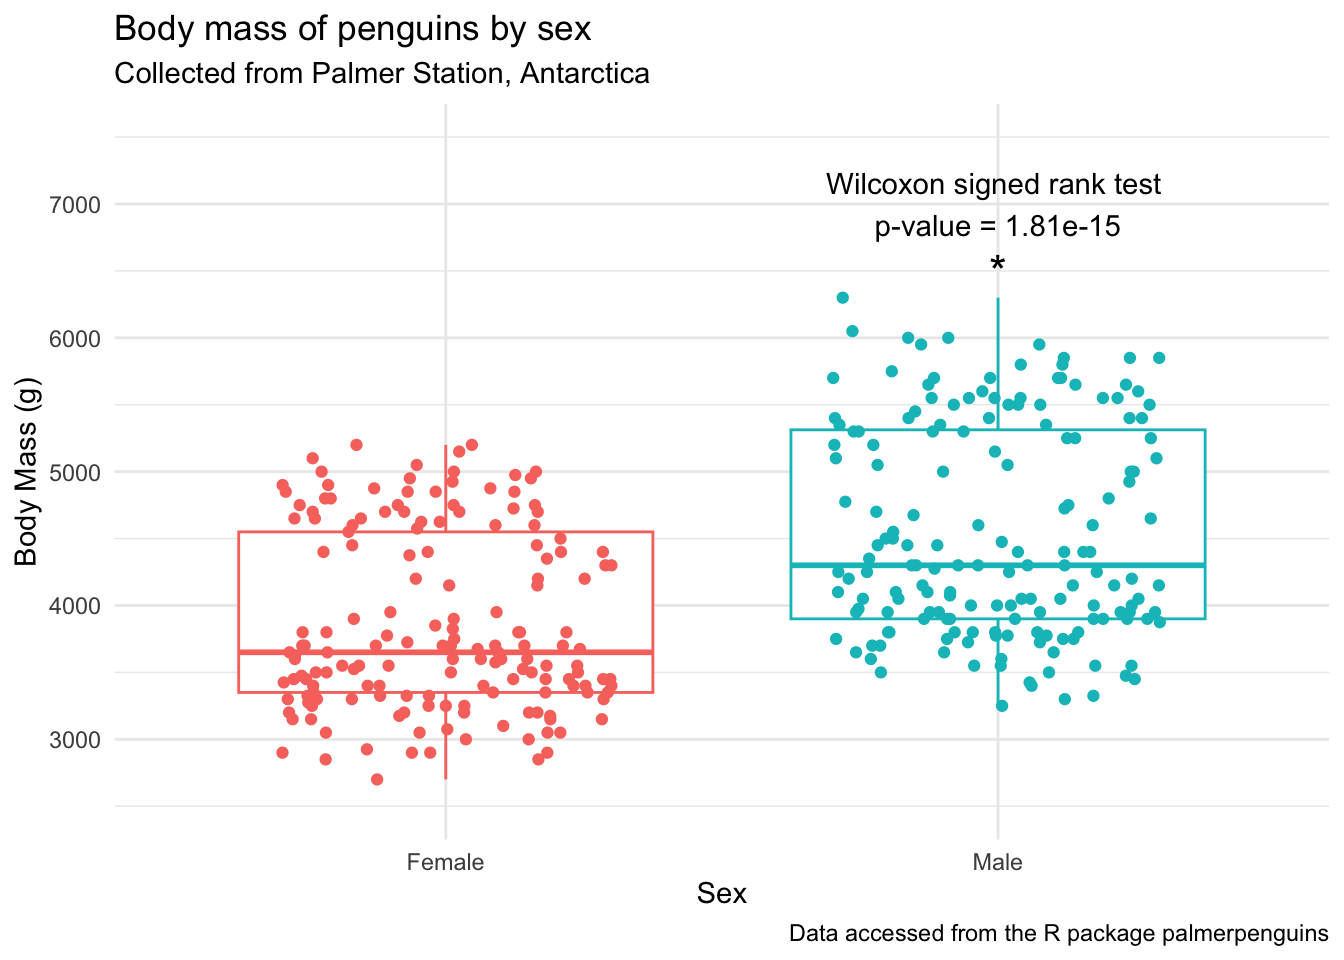 Body mass of penguins by sex
Collected from Palmer Station, Antarctica
Wilcoxon signed rank test
p-value = 1.81e-15
*
7000
6000
5000
4000
3000
Body Mass (g)
Female
Male
Sex
Data accessed from the R package palmerpenguins